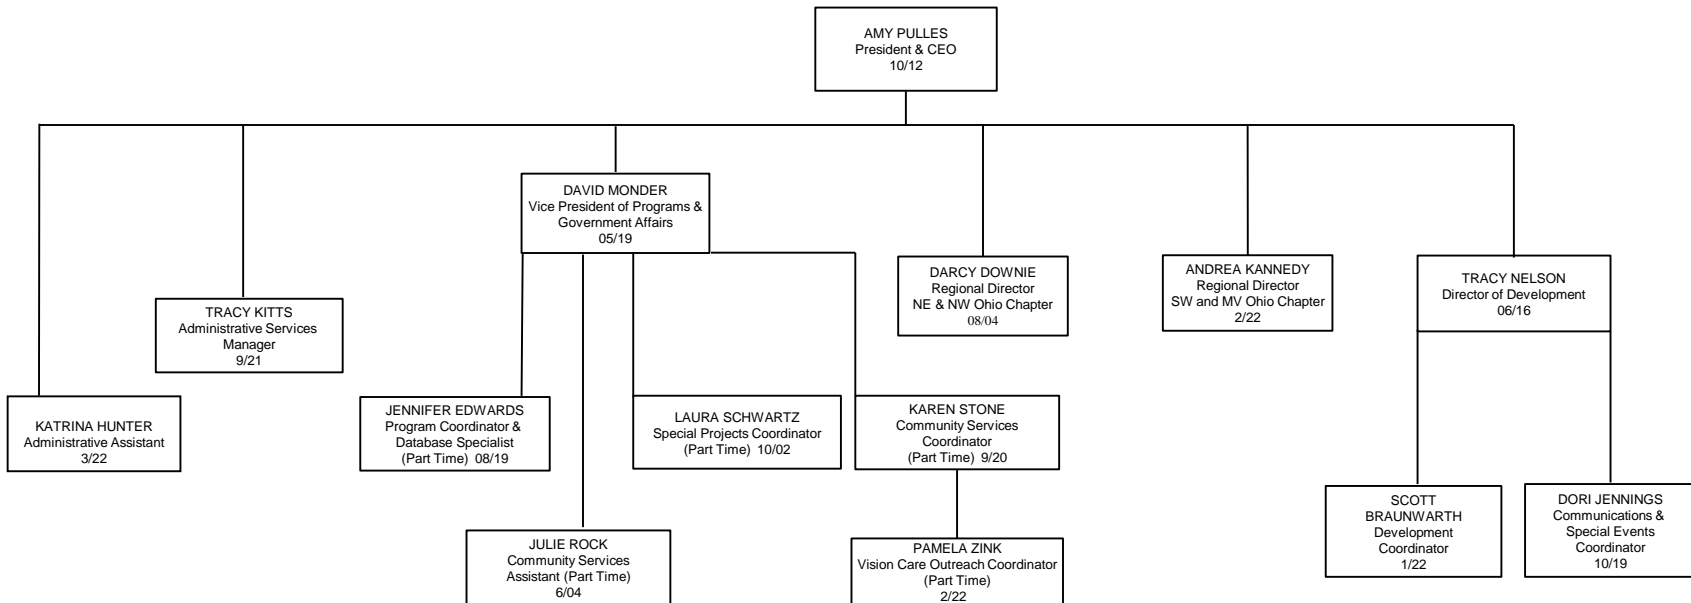 AMY PULLES
President & CEO
10/12
DAVID MONDER
Vice President of Programs &
Government Affairs
05/19
DARCY DOWNIE
Regional Director
NE & NW Ohio Chapter
08/04
ANDREA KANNEDY
Regional Director
SW and MV Ohio Chapter
2/22
TRACY NELSON
Director of Development
06/16
TRACY KITTS
Administrative Services
Manager
9/21
KATRINA HUNTER
Administrative Assistant
3/22
JENNIFER EDWARDS
Program Coordinator &
Database Specialist
(Part Time) 08/19
LAURA SCHWARTZ
Special Projects Coordinator
(Part Time) 10/02
KAREN STONE
Community Services
Coordinator
(Part Time) 9/20
SCOTT
BRAUNWARTH
Development
Coordinator
1/22
DORI JENNINGS
Communications &
Special Events
Coordinator
10/19
JULIE ROCK
Community Services
Assistant (Part Time)
6/04
PAMELA ZINK
Vision Care Outreach Coordinator
(Part Time)
2/22